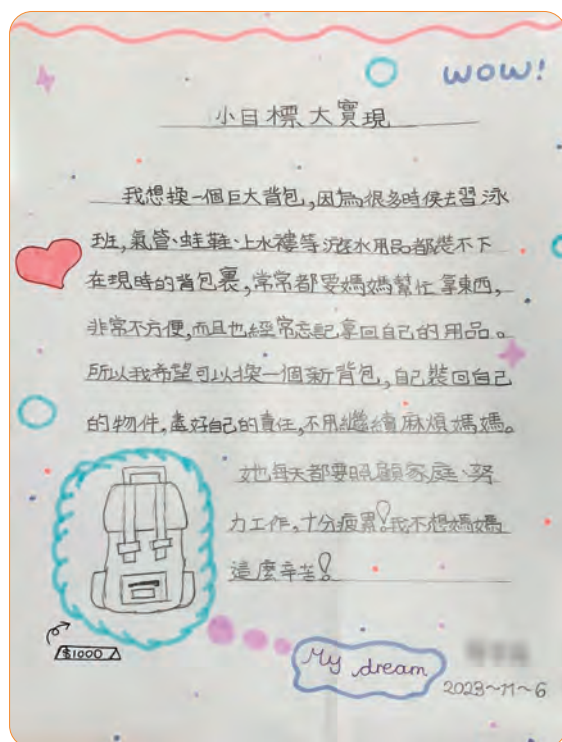 WOW!
小目標大實現
我想換一個巨大背包,因為很多時侯去習泳
班,氣管、蛙鞋、上水褸等游水用品都裝不下
在現時的背包裏,常常都要媽媽幫忙拿東西,
非常不方便,而且也經常忘記拿回自己的用品。
所以我希望可以換一個新背包,自己裝回自己
的物件,盡好自己的責任,不用繼續麻煩媽媽。
她每天都要照顧家庭、努
力工作,十分疲累!我不想媽媽
這麼辛苦!
$1000
My dream
2023~11~6